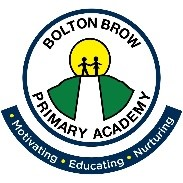 BOLTON BROW
PRIMARY ACADEMY
• Motivating • Educating • Nurturing